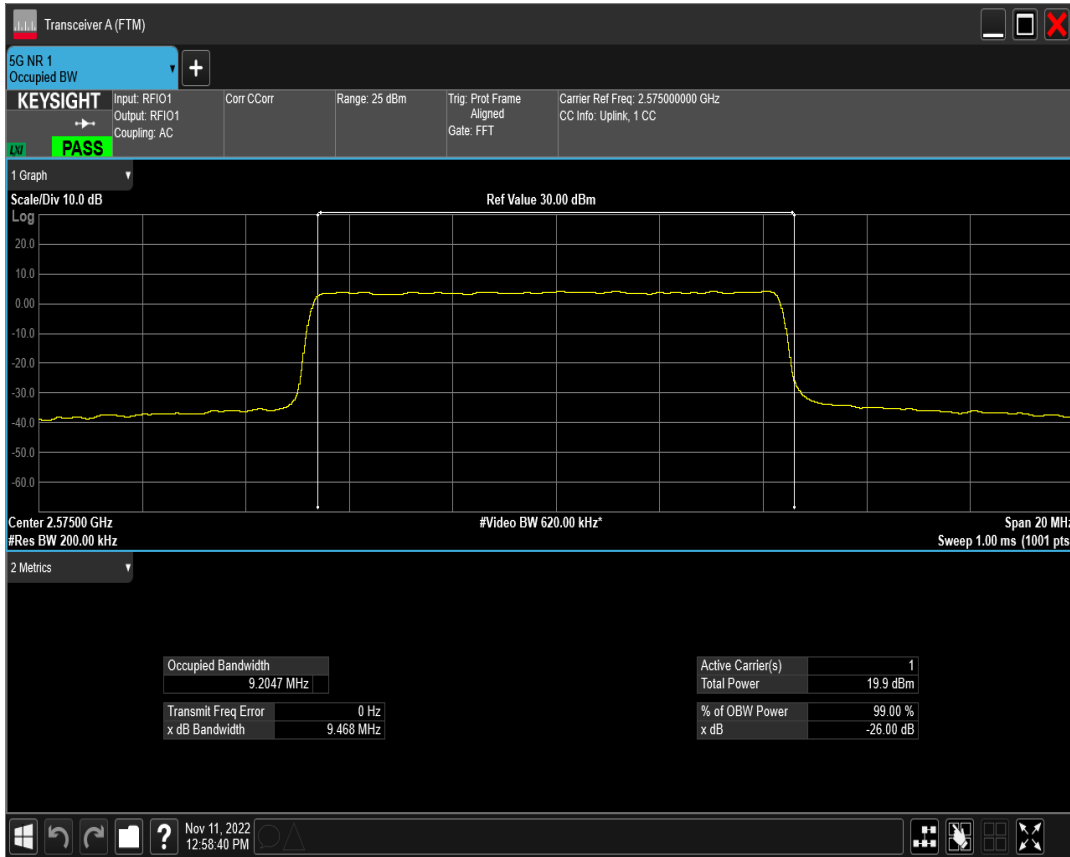 Transceiver A (FTM)
5G NR 1
Occupied BW
+
KEYSIGHT
LXI
PASS
Input: RFIO1
Output: RFIO1
Coupling: AC
Corr CCorr
Range: 25 dBm
Trig: Prot Frame
Aligned
Gate: FFT
Carrier Ref Freq: 2.575000000 GHz
CC Info: Uplink, 1 CC
1 Graph
Scale/Div 10.0 dB
Ref Value 30.00 dBm
Log
20.0
10.0
0.00
-10.0
-20.0
-30.0
-40.0
-50.0
-60.0
Center 2.57500 GHz
#Video BW 620.00 kHz*
Span 20 MHz
#Res BW 200.00 kHz
Sweep 1.00 ms (1001 pts
2 Metrics
Occupied Bandwidth
9.2047 MHz
Transmit Freq Error 0 Hz
x dB Bandwidth 9.468 MHz
Active Carrier(s) 1
Total Power 19.9 dBm
% of OBW Power 99.00 %
x dB -26.00 dB
?
Nov 11, 2022
12:58:40 PM